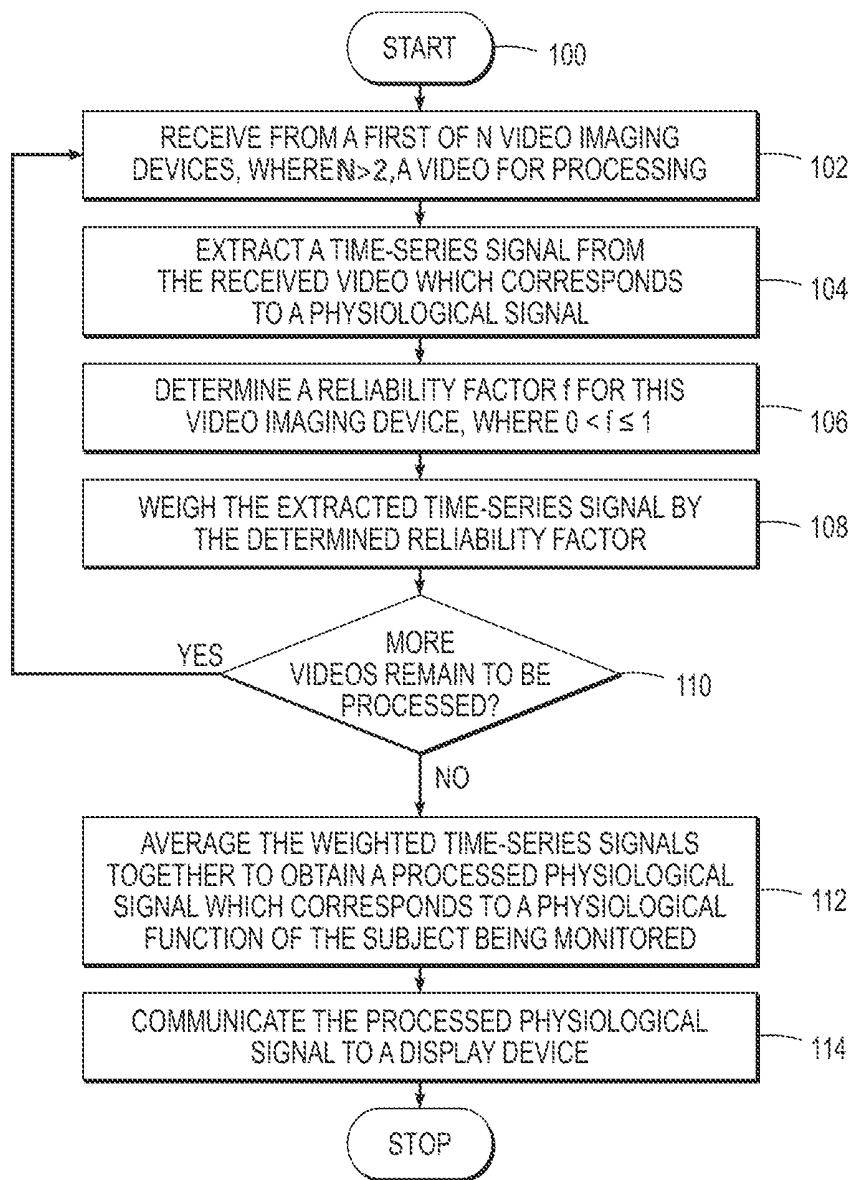 START
100
RECEIVE FROM A FIRST OF N VIDEO IMAGING
DEVICES, WHERE N>2, A VIDEO FOR PROCESSING
102
EXTRACT A TIME-SERIES SIGNAL FROM
THE RECEIVED VIDEO WHICH CORRESPONDS
TO A PHYSIOLOGICAL SIGNAL
104
DETERMINE A RELIABILITY FACTOR f FOR THIS
VIDEO IMAGING DEVICE, WHERE 0 < f ≤ 1
106
WEIGH THE EXTRACTED TIME-SERIES SIGNAL BY
THE DETERMINED RELIABILITY FACTOR
108
YES
MORE
VIDEOS REMAIN TO BE
PROCESSED?
110
NO
AVERAGE THE WEIGHTED TIME-SERIES SIGNALS
TOGETHER TO OBTAIN A PROCESSED PHYSIOLOGICAL
SIGNAL WHICH CORRESPONDS TO A PHYSIOLOGICAL
FUNCTION OF THE SUBJECT BEING MONITORED
112
COMMUNICATE THE PROCESSED PHYSIOLOGICAL
SIGNAL TO A DISPLAY DEVICE
114
STOP